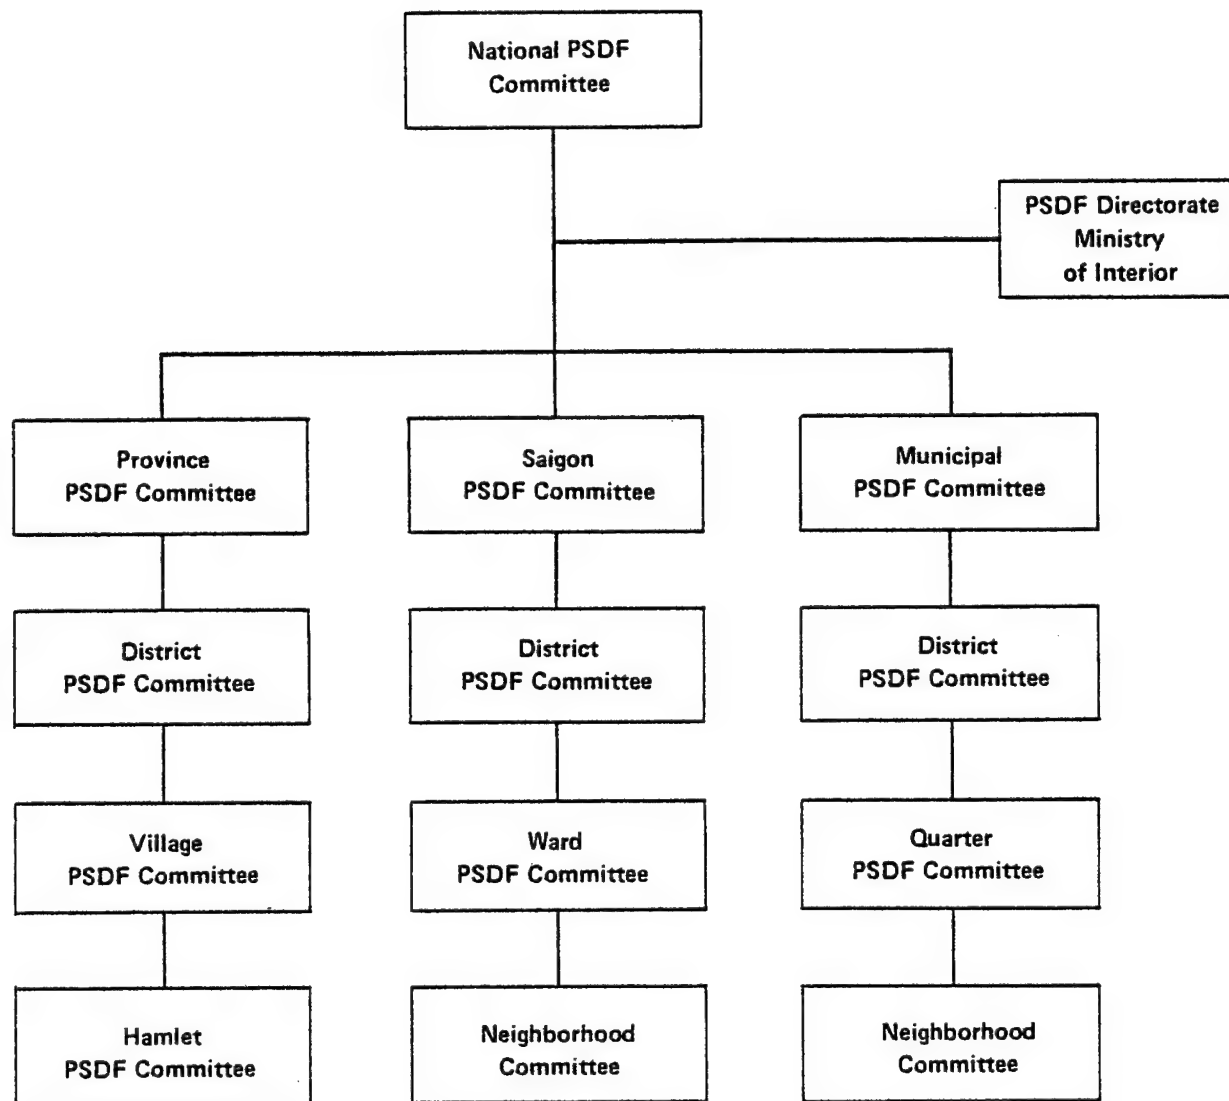 National PSDF
Committee
PSDF Directorate
Ministry
of Interior
Province
PSDF Committee
Saigon
PSDF Committee
Municipal
PSDF Committee
District
PSDF Committee
District
PSDF Committee
District
PSDF Committee
Village
PSDF Committee
Ward
PSDF Committee
Quarter
PSDF Committee
Hamlet
PSDF Committee
Neighborhood
Committee
Neighborhood
Committee